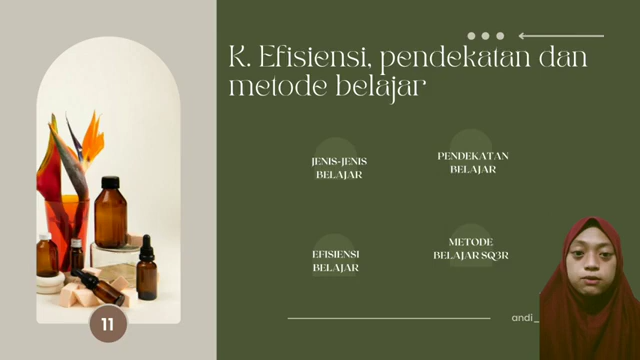 K. Efisiensi, pendekatan dan
metode belajar
JENIS-JENIS
BELAJAR
PENDEKATAN
BELAJAR
EFISIENSI
BELAJAR
METODE
BELAJAR SQ3R
11
andi_